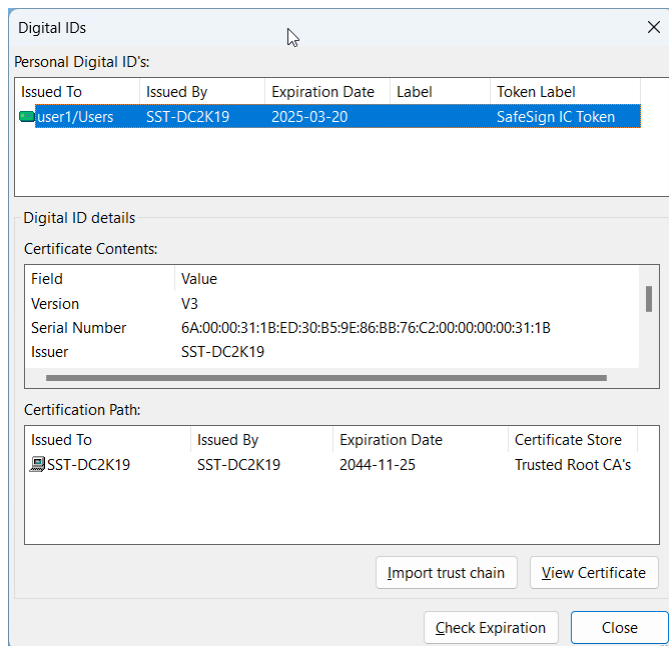 Digital IDs
Personal Digital ID's:
Issued To Issued By Expiration Date Label Token Label
user1/Users SST-DC2K19 2025-03-20 SafeSign IC Token
Digital ID details
Certificate Contents:
Field Value
Version V3
Serial Number 6A:00:00:31:1B:ED:30:B5:9E:86:BB:76:C2:00:00:00:00:31:1B
Issuer SST-DC2K19
Certification Path:
Issued To Issued By Expiration Date Certificate Store
SST-DC2K19 SST-DC2K19 2044-11-25 Trusted Root CA's
Import trust chain View Certificate
Check Expiration Close